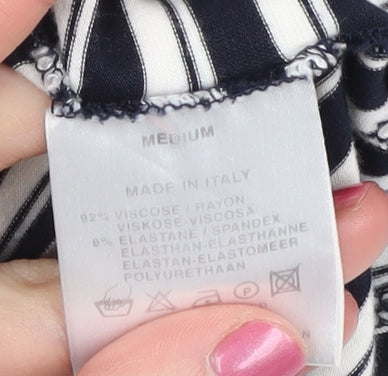 MEDIUM
MADE IN ITALY
92% VISCOSE / RAYON
VISKOSE-VISCOSA
8% ELASTANE / SPANDEX
ELASTHAN-ELASTHANNE
ELASTAN-ELASTOMEER
POLYURETHAAN
P